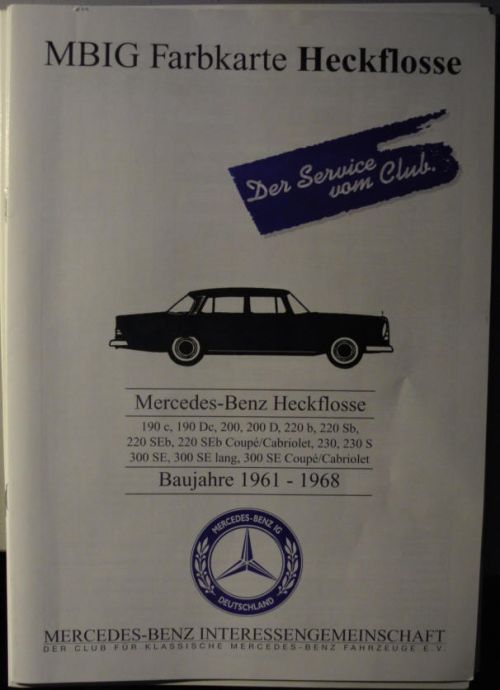 MBIG Farbkarte Heckflosse
Der Service
vom Club.
Mercedes-Benz Heckflosse
190 c, 190 Dc, 200, 200 D, 220 b, 220 Sb,
220 SEb, 220 SEb Coupé/Cabriolet, 230, 230 S
300 SE, 300 SE lang, 300 SE Coupé/Cabriolet
Baujahre 1961 - 1968
MERCEDES-BENZ IG
DEUTSCHLAND
MERCEDES-BENZ INTERESSENGEMEINSCHAFT
DER CLUB FÜR KLASSISCHE MERCEDES-BENZ FAHRZEUGE E.V.